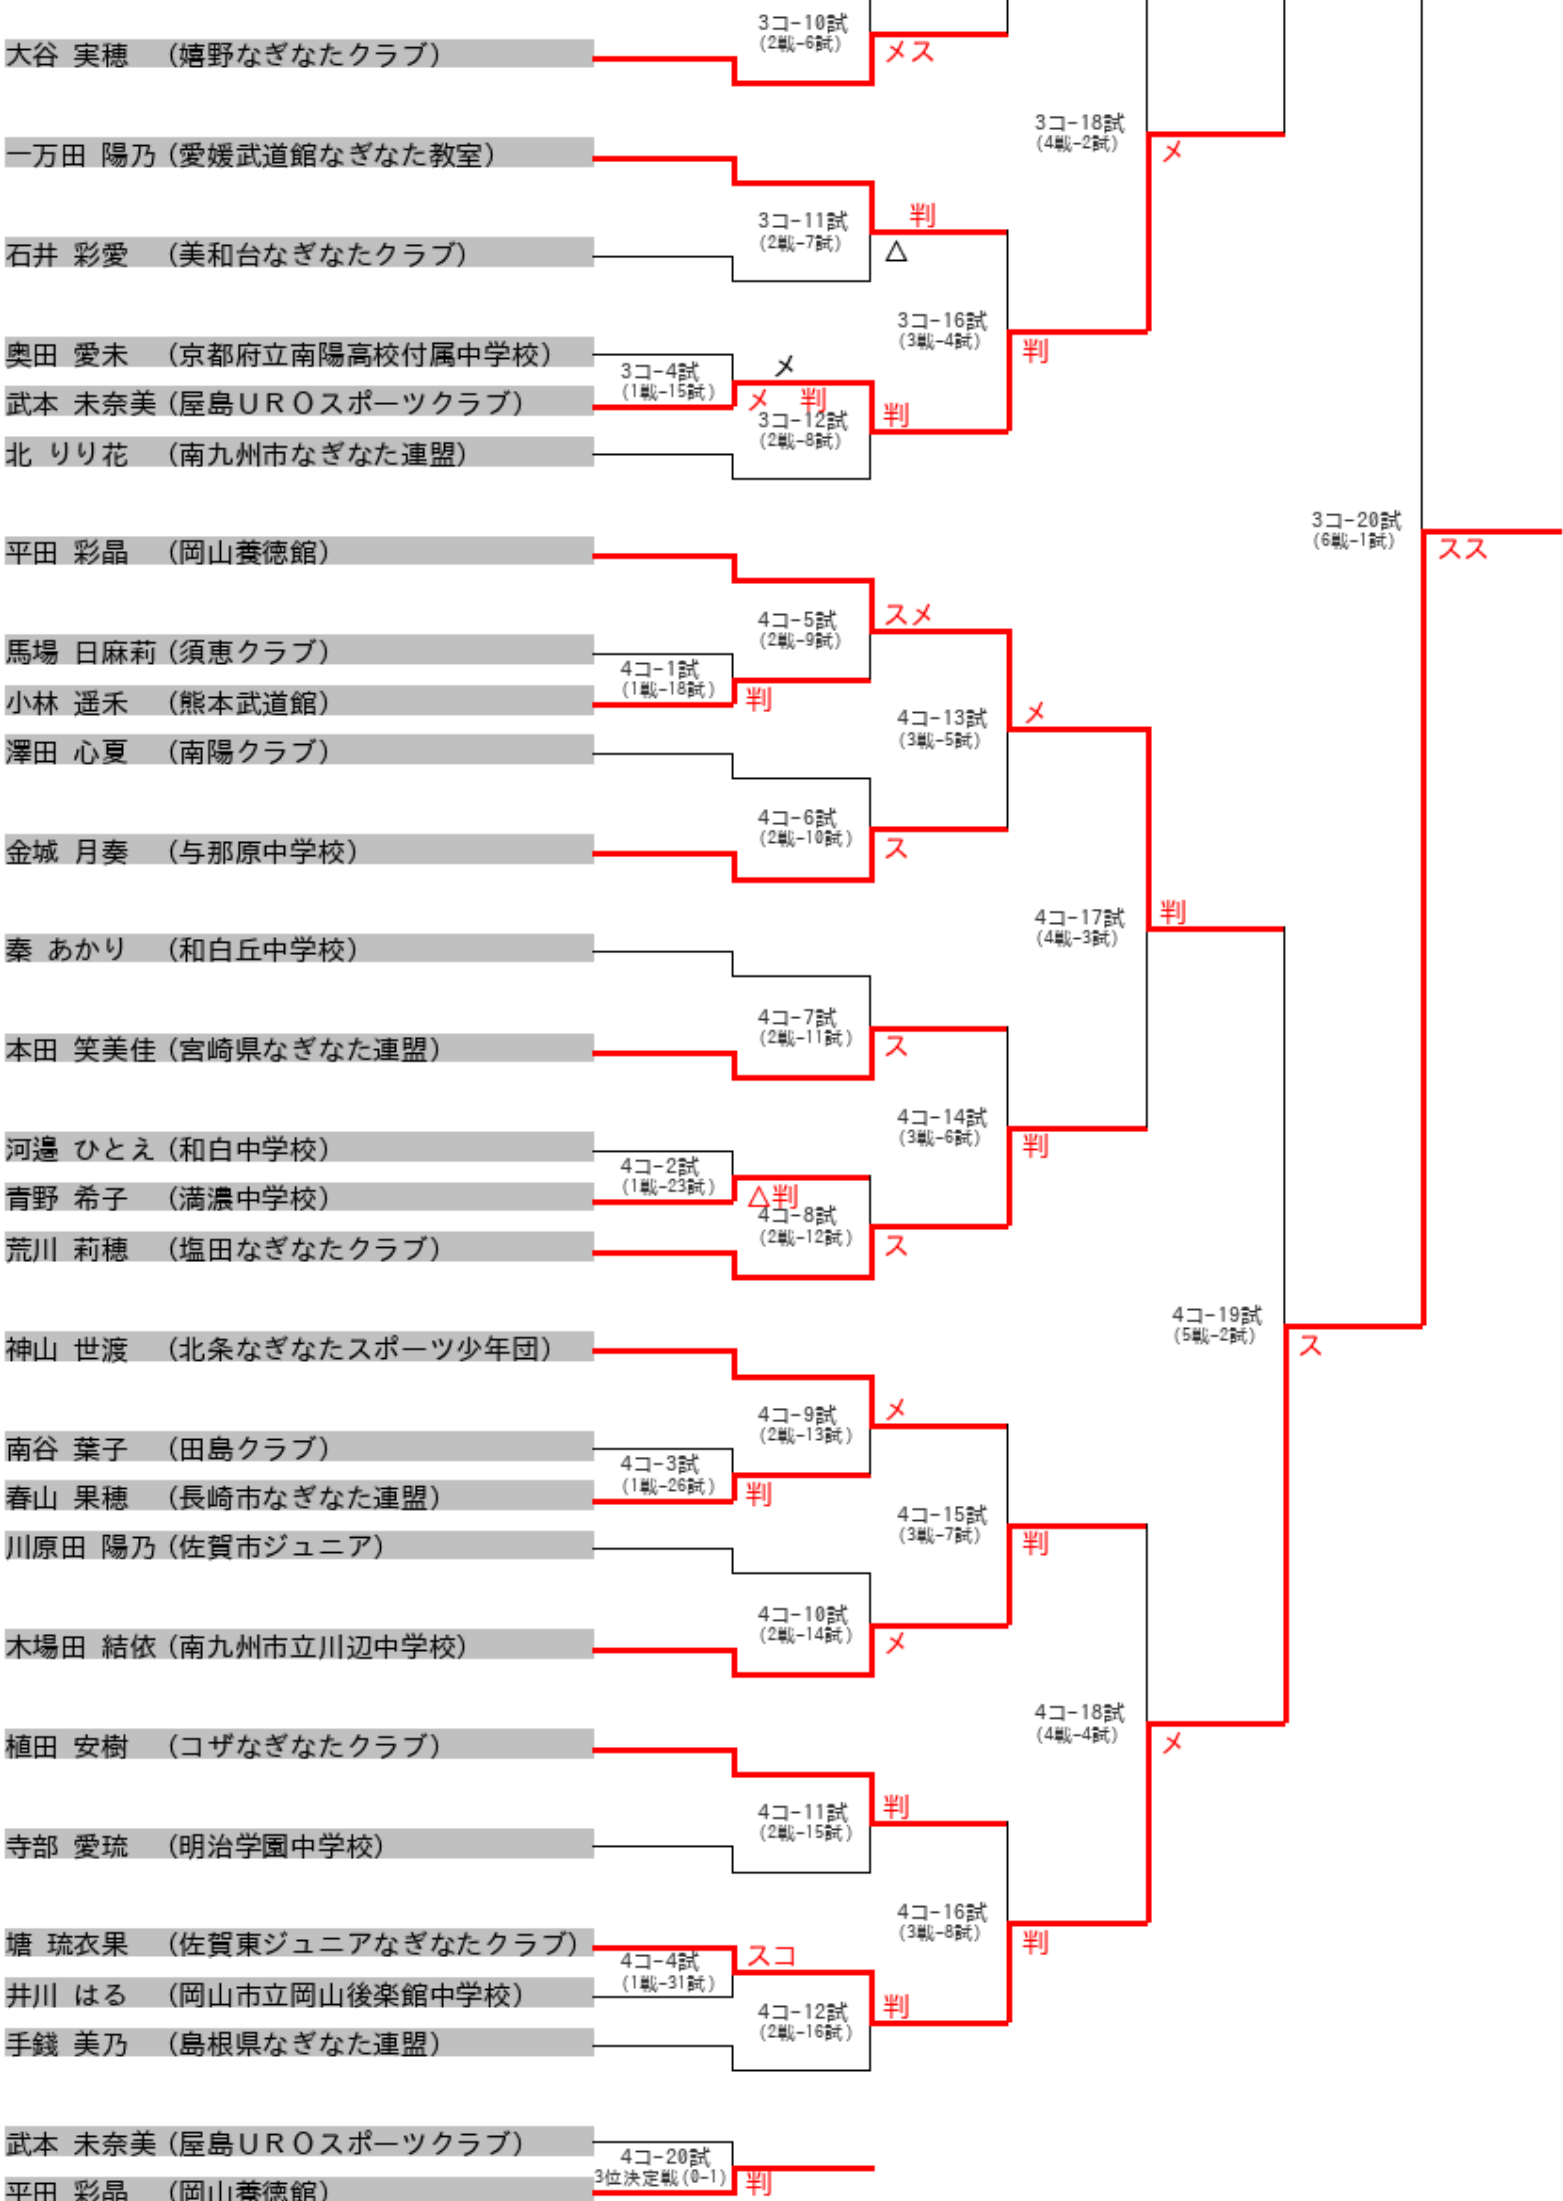 3コ-10試
(2戦-6試)
メス
大谷 実穂 (嬉野なぎなたクラブ)
3コ-18試
(4戦-2試)
メ
一万田 陽乃 (愛媛武道館なぎなた教室)
3コ-11試
(2戦-7試)
判
△
石井 彩愛 (美和台なぎなたクラブ)
3コ-16試
(3戦-4試)
判
奥田 愛未 (京都府立南陽高校付属中学校)
3コ-4試
(1戦-15試)
メ
メ 判
武本 未奈美 (屋島UROスポーツクラブ)
3コ-12試
(2戦-8試)
判
北 りり花 (南九州市なぎなた連盟)
3コ-20試
(6戦-1試)
スス
平田 彩晶 (岡山養徳館)
4コ-5試
(2戦-9試)
スメ
馬場 日麻莉 (須恵クラブ)
4コ-1試
(1戦-18試)
判
小林 遥禾 (熊本武道館)
4コ-13試
(3戦-5試)
メ
澤田 心夏 (南陽クラブ)
4コ-6試
(2戦-10試)
ス
金城 月奏 (与那原中学校)
4コ-17試
(4戦-3試)
判
秦 あかり (和白丘中学校)
4コ-7試
(2戦-11試)
ス
本田 笑美佳 (宮崎県なぎなた連盟)
4コ-14試
(3戦-6試)
判
河邉 ひとえ (和白中学校)
4コ-2試
(1戦-23試)
△判
青野 希子 (満濃中学校)
4コ-8試
(2戦-12試)
ス
荒川 莉穂 (塩田なぎなたクラブ)
4コ-19試
(5戦-2試)
ス
神山 世渡 (北条なぎなたスポーツ少年団)
4コ-9試
(2戦-13試)
メ
南谷 葉子 (田島クラブ)
4コ-3試
(1戦-26試)
判
春山 果穂 (長崎市なぎなた連盟)
4コ-15試
(3戦-7試)
判
川原田 陽乃 (佐賀市ジュニア)
4コ-10試
(2戦-14試)
メ
木場田 結依 (南九州市立川辺中学校)
4コ-18試
(4戦-4試)
メ
植田 安樹 (コザなぎなたクラブ)
4コ-11試
(2戦-15試)
判
寺部 愛琉 (明治学園中学校)
4コ-16試
(3戦-8試)
判
塘 琉衣果 (佐賀東ジュニアなぎなたクラブ)
4コ-4試
(1戦-31試)
スコ
井川 はる (岡山市立岡山後楽館中学校)
4コ-12試
(2戦-16試)
判
手錢 美乃 (島根県なぎなた連盟)
武本 未奈美 (屋島UROスポーツクラブ)
4コ-20試
3位決定戦(0-1)
判
平田 彩晶 (岡山養徳館)